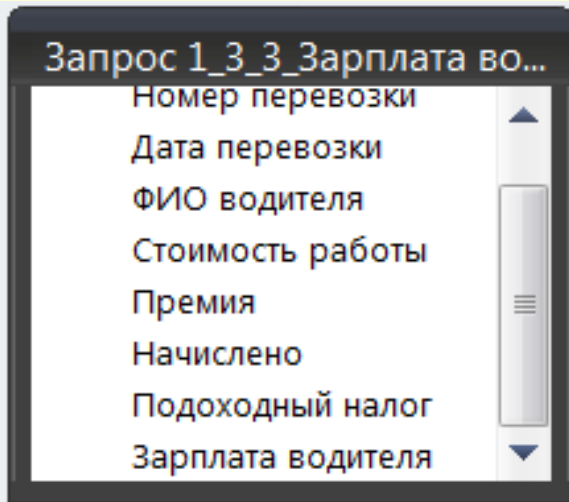 Запрос 1_3_3_Зарплата во...
Номер перевозки
Дата перевозки
ФИО водителя
Стоимость работы
Премия
Начислено
Подоходный налог
Зарплата водителя